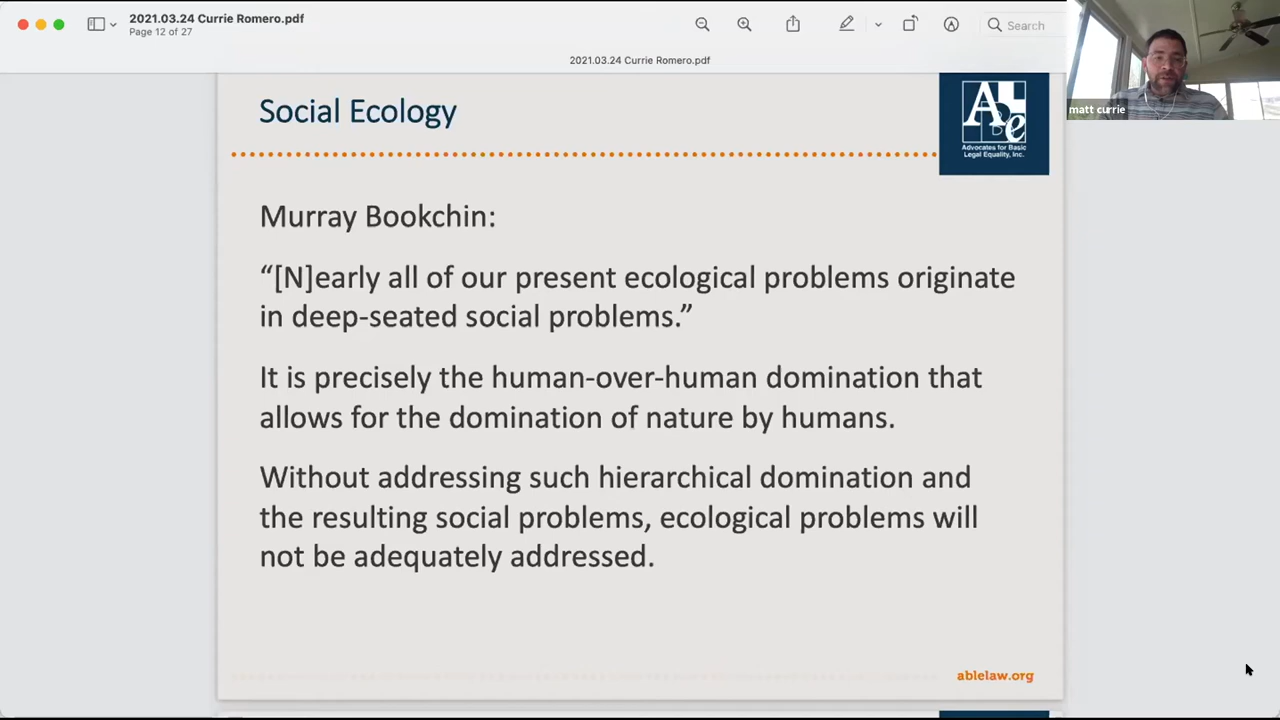 2021.03.24 Currie Romero.pdf
Page 12 of 27
Search
2021.03.24 Currie Romero.pdf
matt currie
Social Ecology
ABLe
Advocates for Basic
Legal Equality, Inc.
Murray Bookchin:
“[N]early all of our present ecological problems originate
in deep-seated social problems.”
It is precisely the human-over-human domination that
allows for the domination of nature by humans.
Without addressing such hierarchical domination and
the resulting social problems, ecological problems will
not be adequately addressed.
ablelaw.org